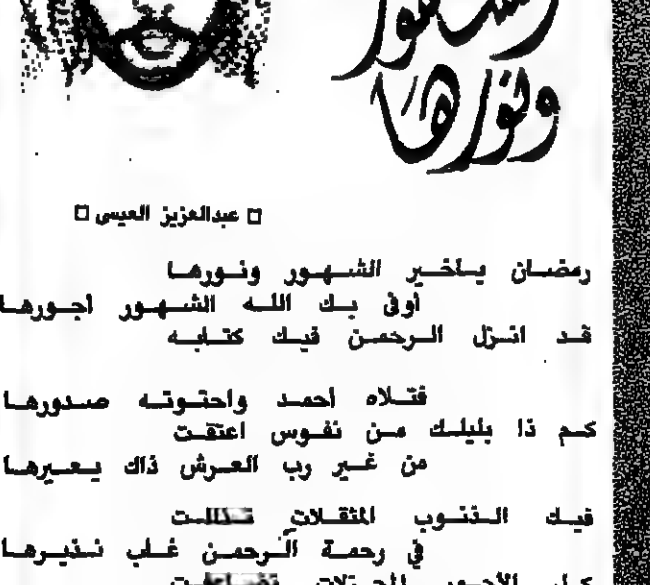 ونورها
□ عبدالعزيز العيسى □
رمضان ياخير الشهور ونورها
أوفى بك الله الشهور أجورها
قد انزل الرحمن فيك كتابه
فتلاه أحمد واحتوته صدورها
كم ذا بليلك من نفوس اعتقت
من غير رب العرش ذاك يعيرها
فيك الذنوب المثقلات
في رحمة الرحمن غاب نذيرها